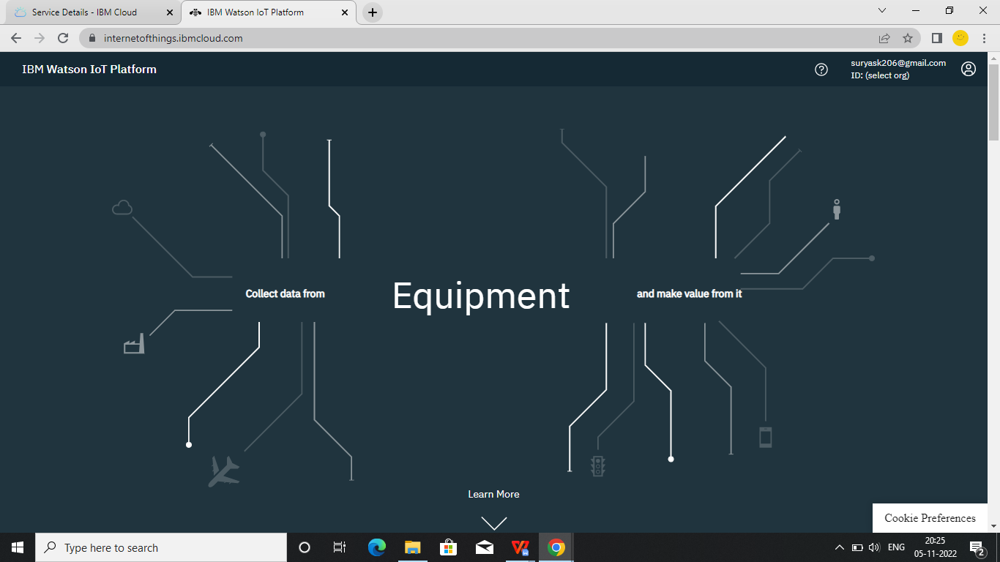 Service Details - IBM Cloud
IBM Watson IoT Platform
internetofthings.ibmcloud.com
IBM Watson IoT Platform
suryask206@gmail.com
ID: (select org)
Collect data from
Equipment
and make value from it
Learn More
Cookie Preferences
Type here to search
ENG
20:25
05-11-2022
2